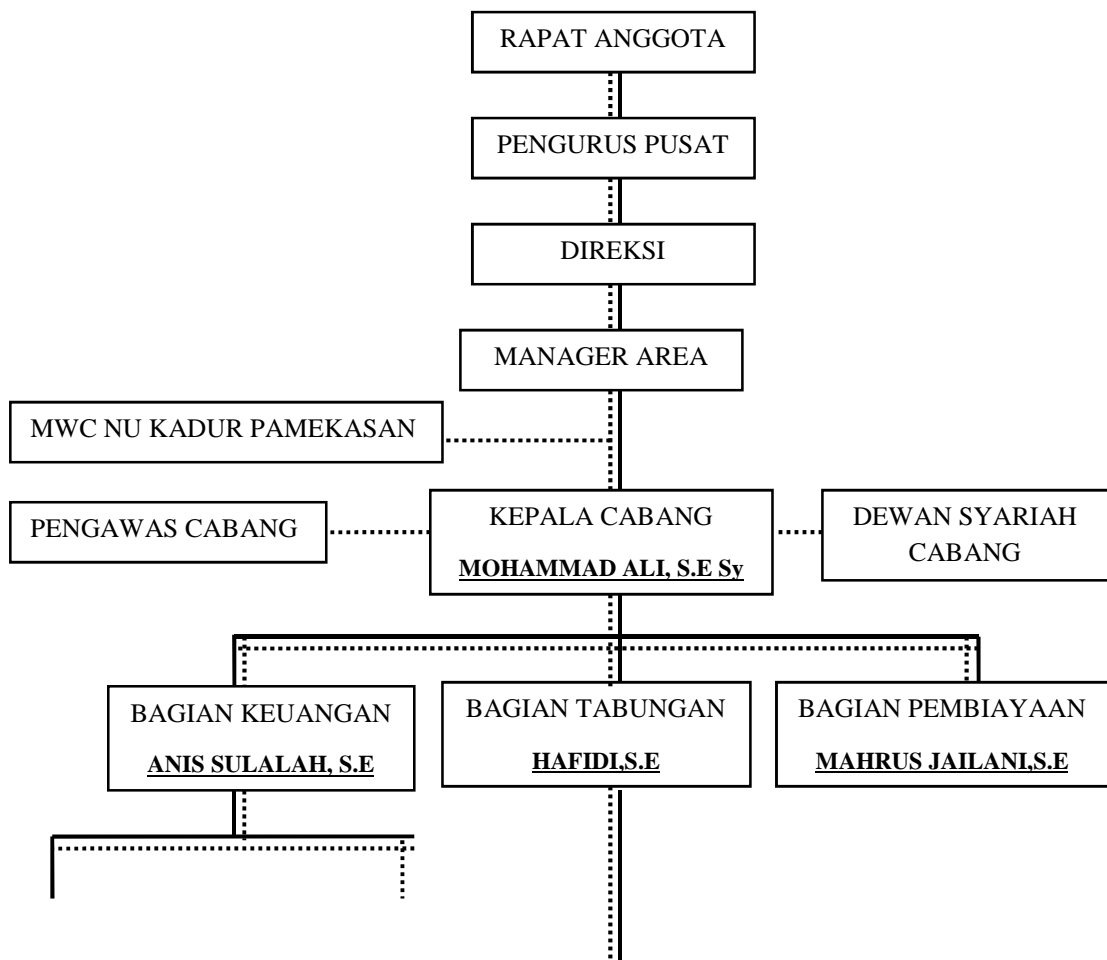 RAPAT ANGGOTA
PENGURUS PUSAT
DIREKSI
MANAGER AREA
MWC NU KADUR PAMEKASAN
PENGAWAS CABANG
KEPALA CABANG
MOHAMMAD ALI, S.E Sy
DEWAN SYARIAH
CABANG
BAGIAN KEUANGAN
ANIS SULALAH, S.E
BAGIAN TABUNGAN
HAFIDI,S.E
BAGIAN PEMBIAYAAN
MAHRUS JAILANI,S.E